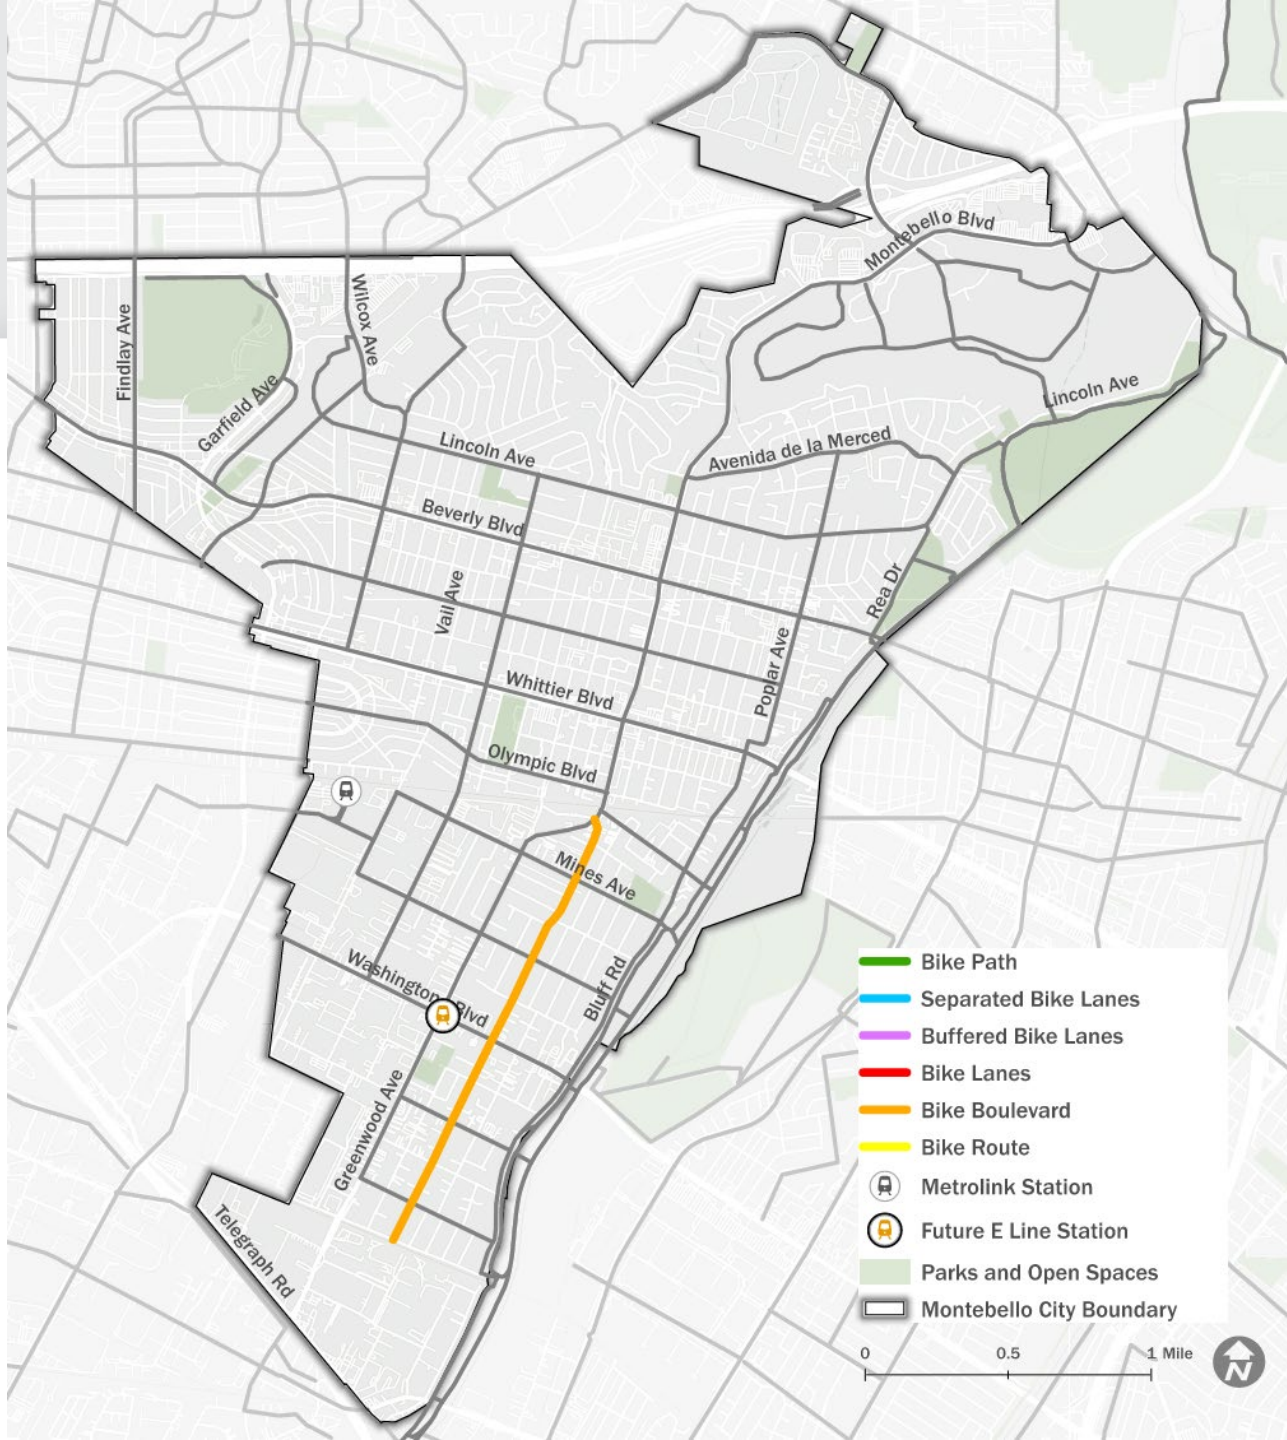 Montebello Blvd
Wilcox Ave
Findlay Ave
Garfield Ave
Lincoln Ave
Lincoln Ave
Avenida de la Merced
Beverly Blvd
Vail Ave
Rea Dr
Poplar Ave
Whittier Blvd
Olympic Blvd
Mines Ave
Washington Blvd
Bluff Rd
Greenwood Ave
Telegraph Rd
Bike Path
Separated Bike Lanes
Buffered Bike Lanes
Bike Lanes
Bike Boulevard
Bike Route
Metrolink Station
Future E Line Station
Parks and Open Spaces
Montebello City Boundary
0 0.5 1 Mile
N